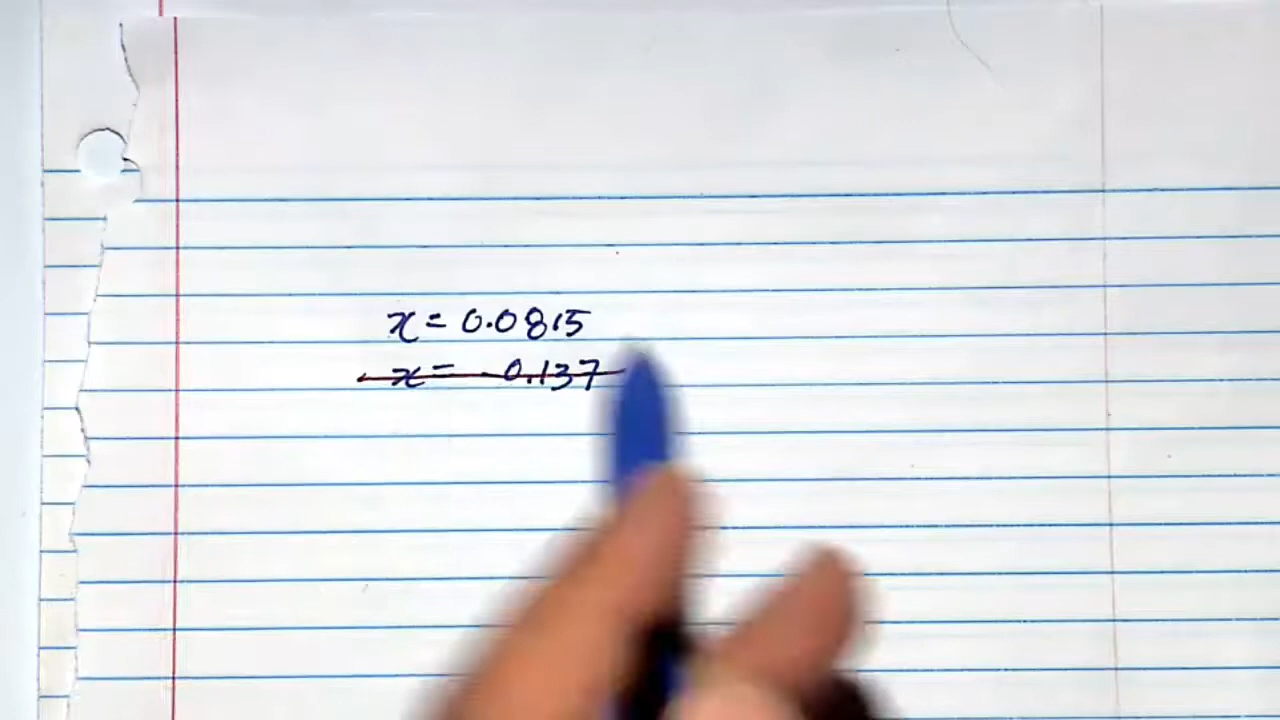 x = 0.0815
x = -0.137